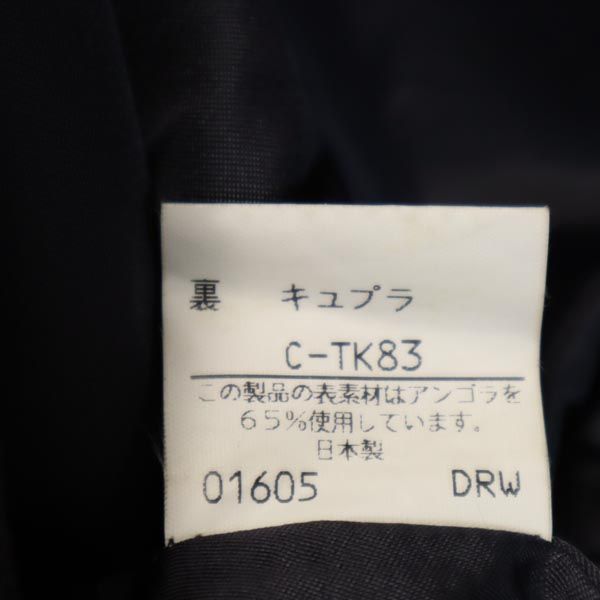 裏 キュプラ
C-TK83
この製品の表素材はアンゴラを
65%使用しています。
日本製
01605 DRW